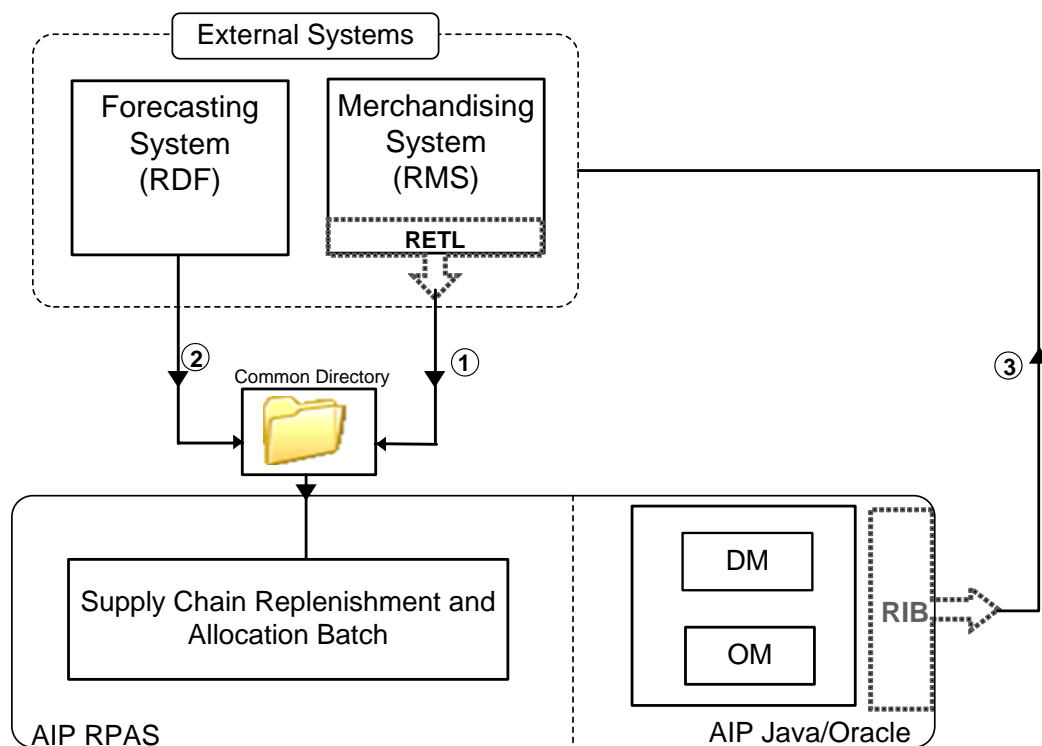 External Systems
Forecasting
System
(RDF)
Merchandising
System
(RMS)
RETL
2
1
3
Common Directory
Supply Chain Replenishment and
Allocation Batch
DM
OM
RIB
AIP RPAS
AIP Java/Oracle